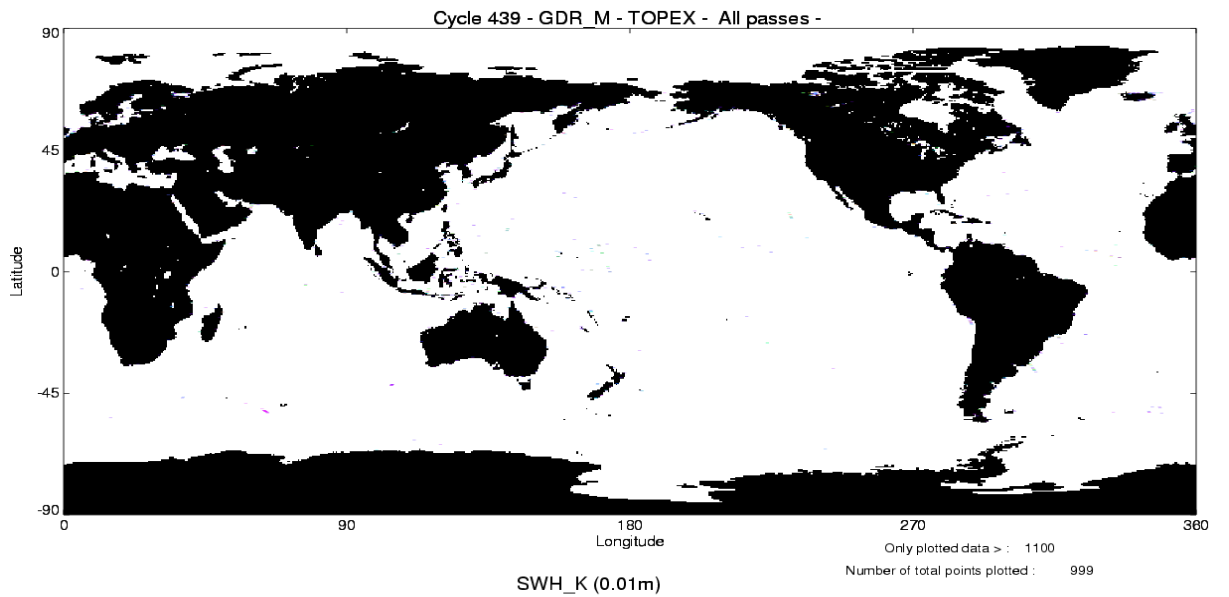 Cycle 439 - GDR_M - TOPEX - All passes -
90
45
0
-45
-90
Latitude
0 90 180 270 360
Longitude
Only plotted data > : 1100
Number of total points plotted : 999
SWH_K (0.01m)